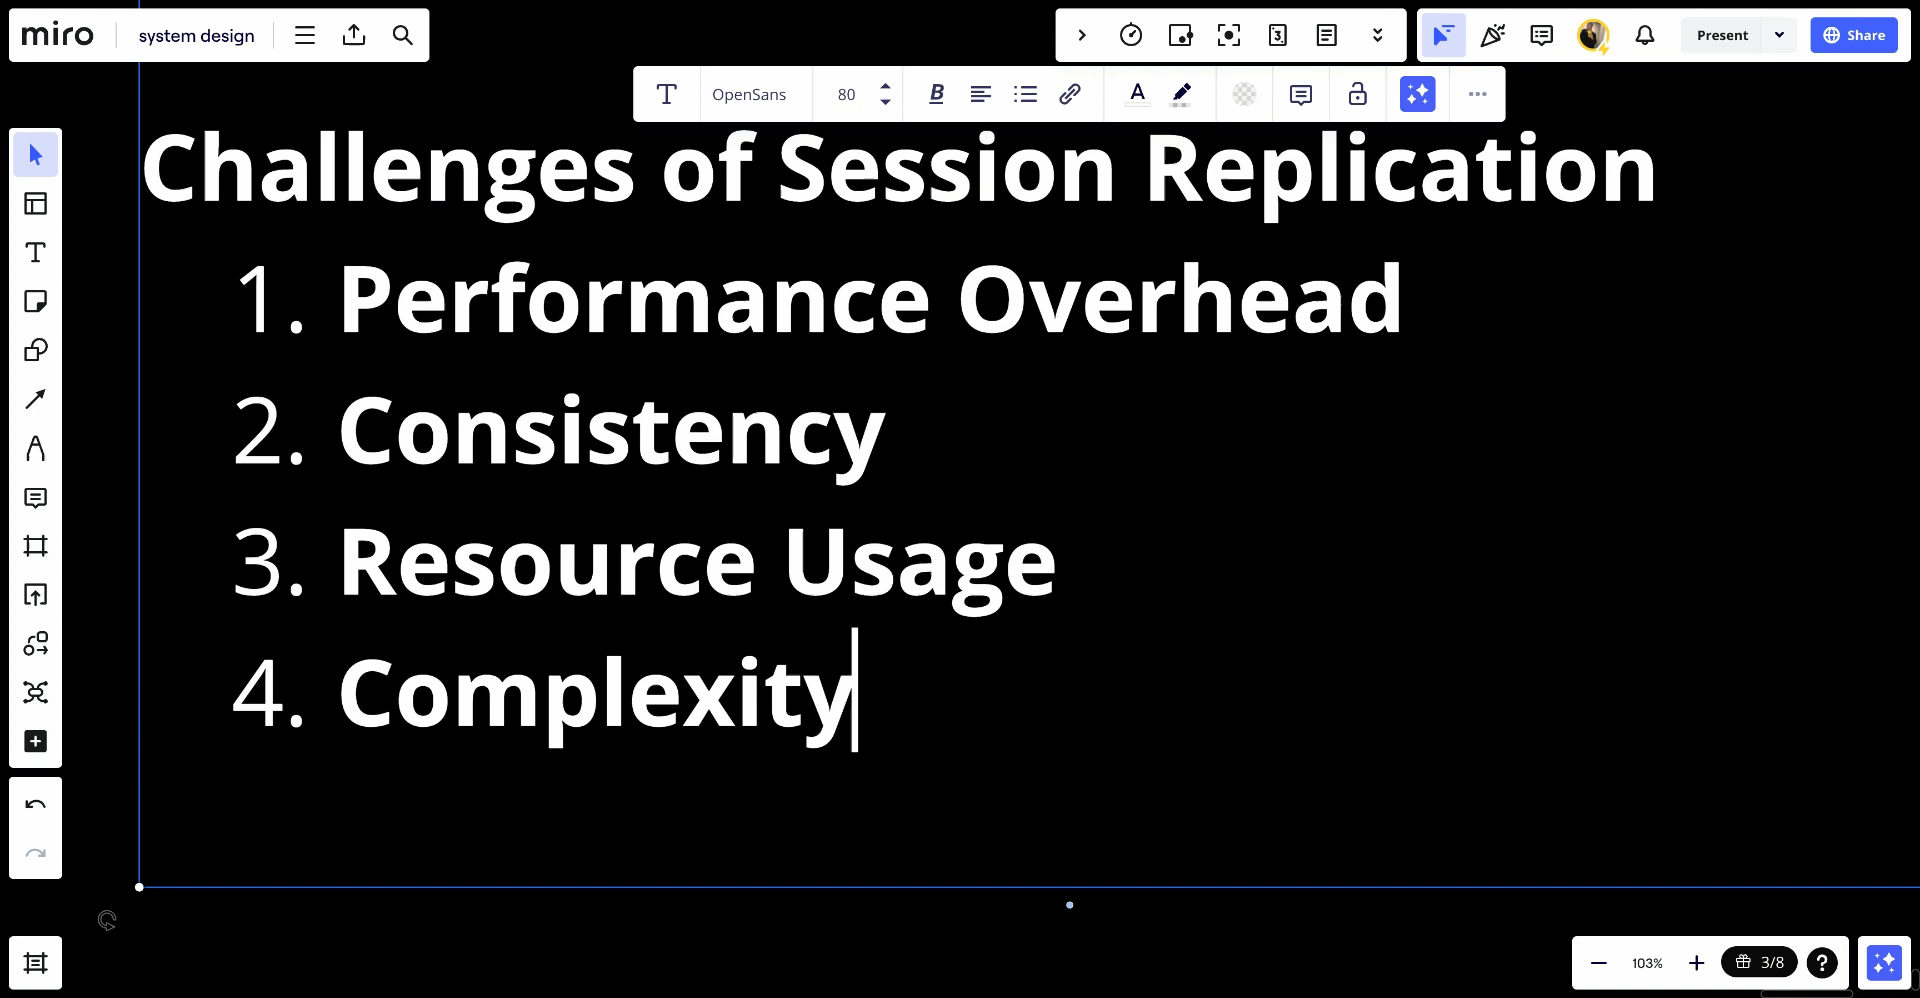 miro system design Present Share
OpenSans 80 B A
Challenges of Session Replication
1. Performance Overhead
2. Consistency
3. Resource Usage
4. Complexity
103% 3/8 ?